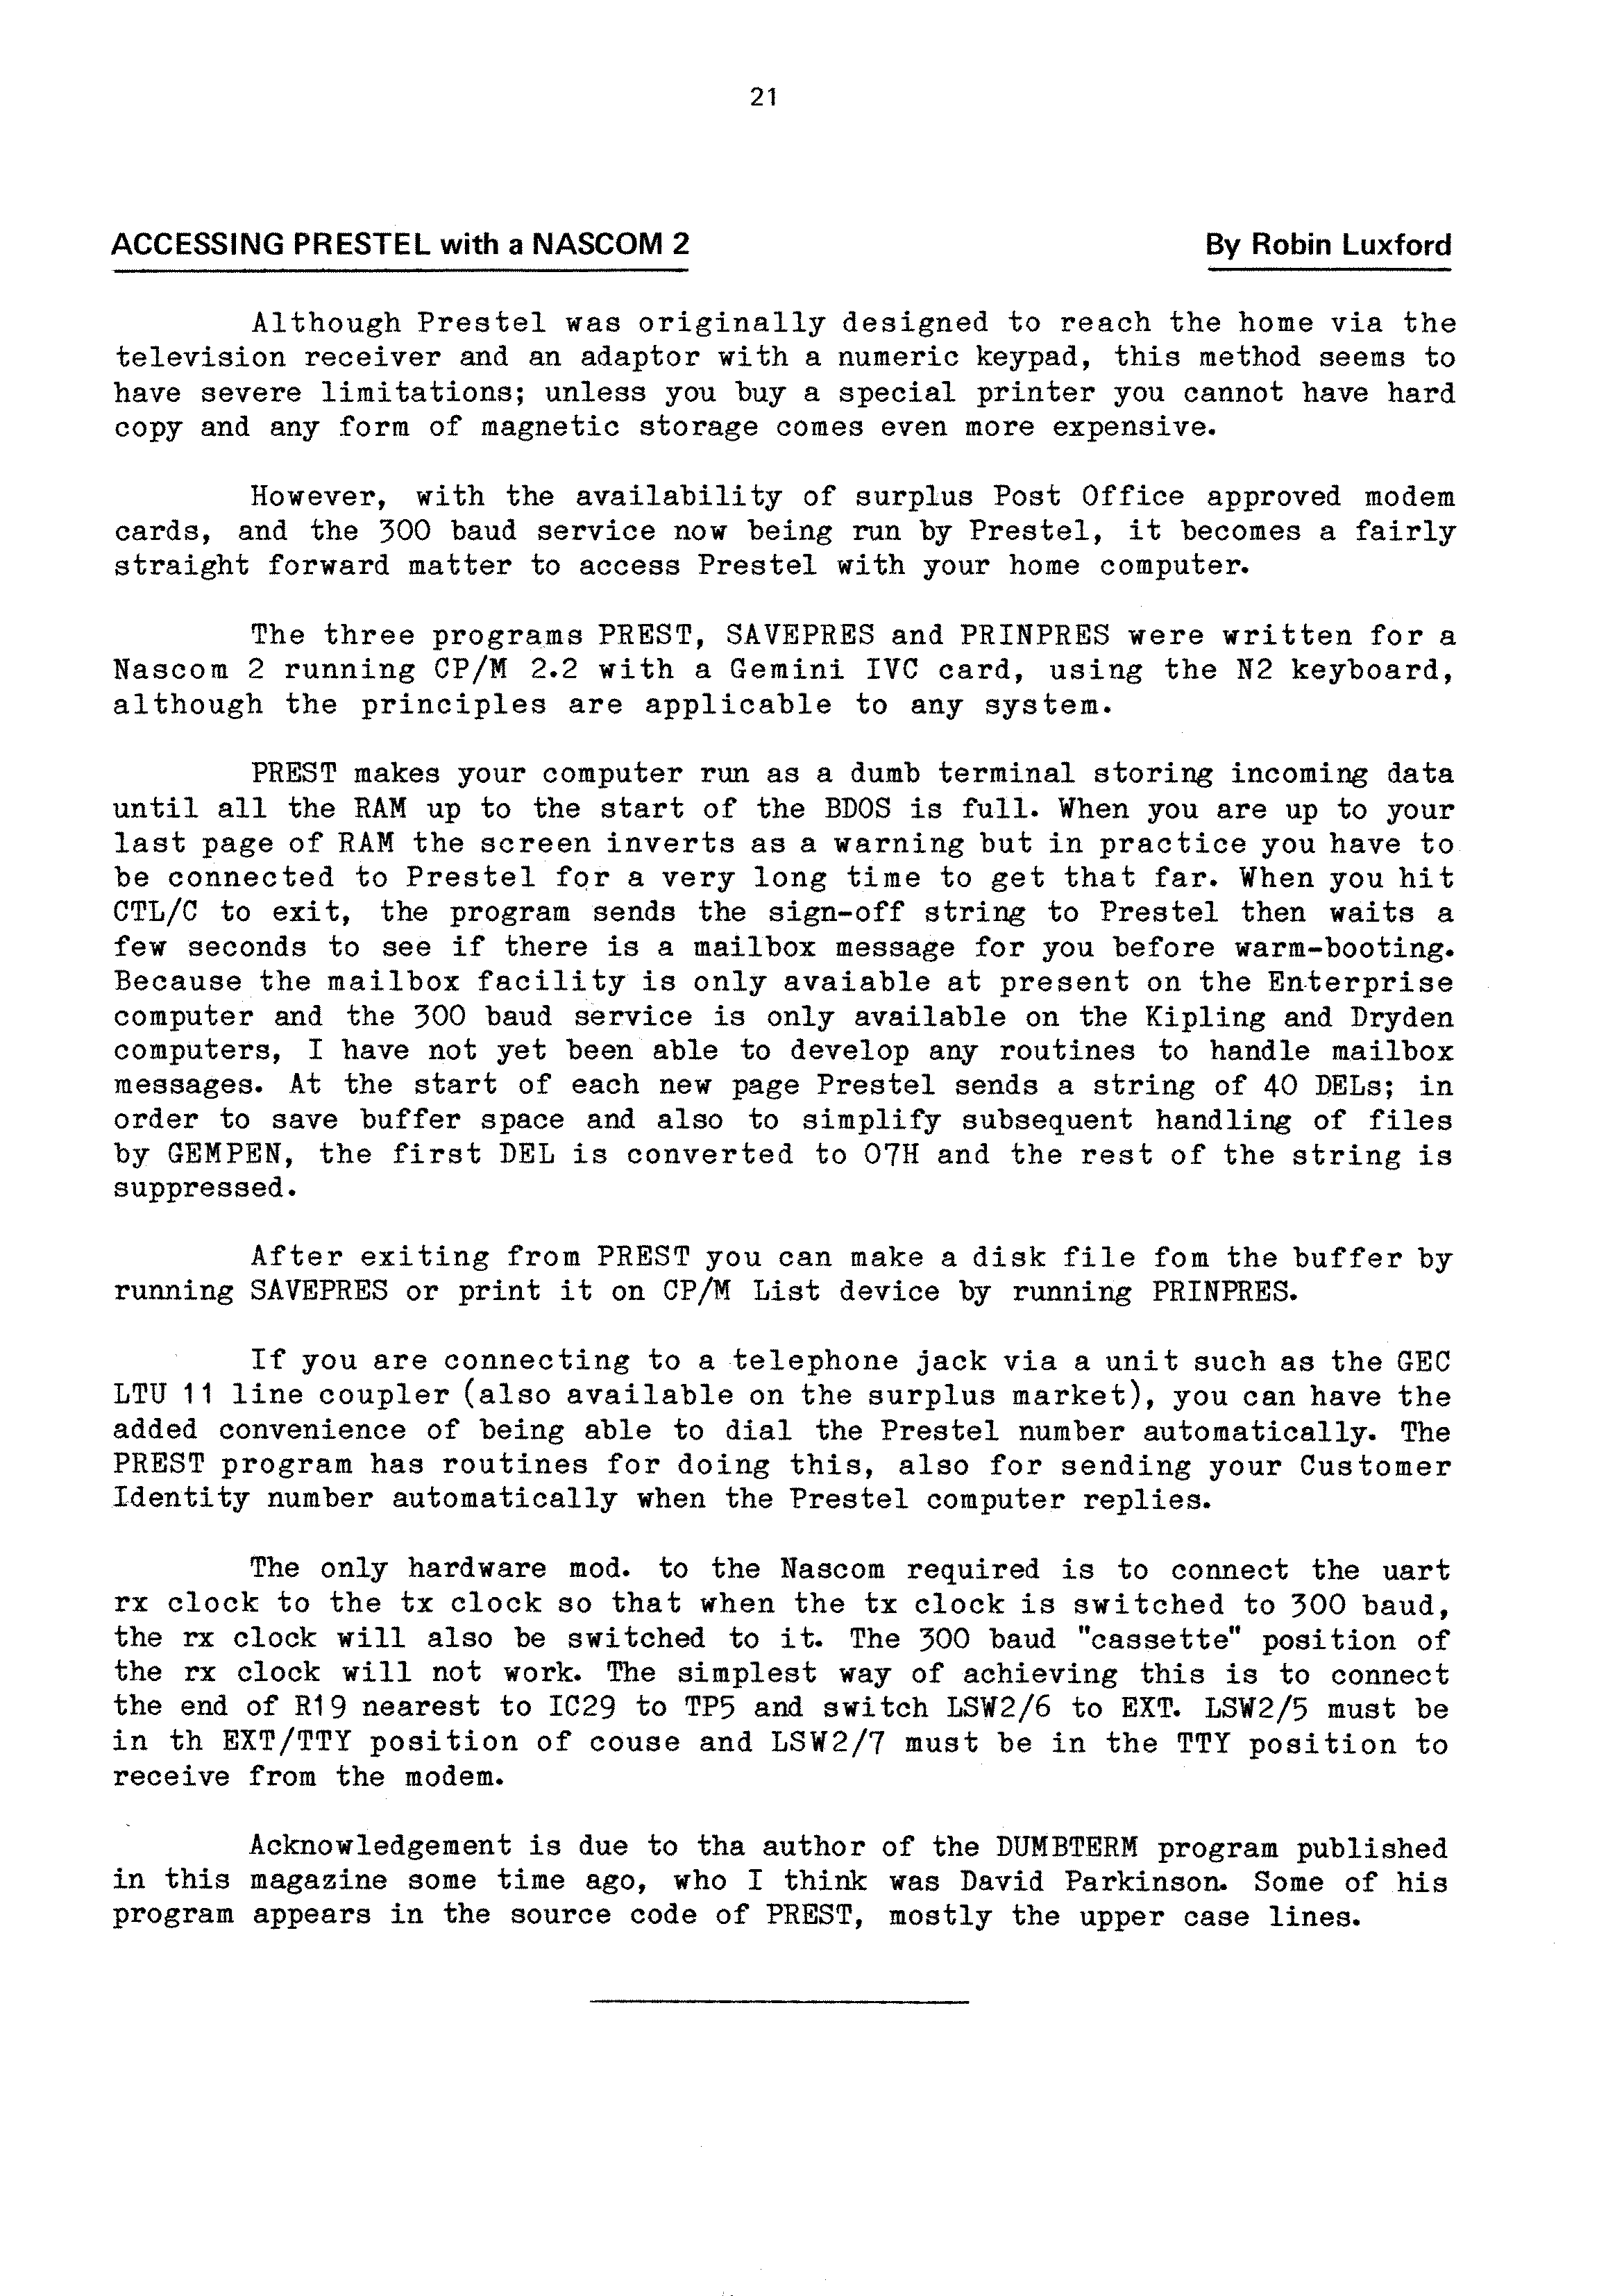 21
ACCESSING PRESTEL with a NASCOM 2 By Robin Luxford
Although Prestel was originally designed to reach the home via the
television receiver and an adaptor with a numeric keypad, this method seems to
have severe limitations; unless you buy a special printer you cannot have hard
copy and any form of magnetic storage comes even more expensive.
However, with the availability of surplus Post Office approved modem
cards, and the 300 baud service now being run by Prestel, it becomes a fairly
straight forward matter to access Prestel with your home computer.
The three programs PREST, SAVEPRES and PRINPRES were written for a
Nascom 2 running CP/M 2.2 with a Gemini IVC card, using the N2 keyboard,
although the principles are applicable to any system.
PREST makes your computer run as a dumb terminal storing incoming data
until all the RAM up to the start of the BDOS is full. When you are up to your
last page of RAM the screen inverts as a warning but in practice you have to
be connected to Prestel for a very long time to get that far. When you hit
CTL/C to exit, the program sends the sign-off string to Prestel then waits a
few seconds to see if there is a mailbox message for you before warm-booting.
Because the mailbox facility is only avaiable at present on the Enterprise
computer and the 300 baud service is only available on the Kipling and Dryden
computers, I have not yet been able to develop any routines to handle mailbox
messages. At the start of each new page Prestel sends a string of 40 DELs; in
order to save buffer space and also to simplify subsequent handling of files
by GEMPEN, the first DEL is converted to 07H and the rest of the string is
suppressed.
After exiting from PREST you can make a disk file fom the buffer by
running SAVEPRES or print it on CP/M List device by running PRINPRES.
If you are connecting to a telephone jack via a unit such as the GEC
LTU 11 line coupler (also available on the surplus market), you can have the
added convenience of being able to dial the Prestel number automatically. The
PREST program has routines for doing this, also for sending your Customer
Identity number automatically when the Prestel computer replies.
The only hardware mod. to the Nascom required is to connect the uart
rx clock to the tx clock so that when the tx clock is switched to 300 baud,
the rx clock will also be switched to it. The 300 baud "cassette" position of
the rx clock will not work. The simplest way of achieving this is to connect
the end of R19 nearest to IC29 to TP5 and switch LSW2/6 to EXT. LSW2/5 must be
in th EXT/TTY position of couse and LSW2/7 must be in the TTY position to
receive from the modem.
Acknowledgement is due to tha author of the DUMBTERM program published
in this magazine some time ago, who I think was David Parkinson. Some of his
program appears in the source code of PREST, mostly the upper case lines.